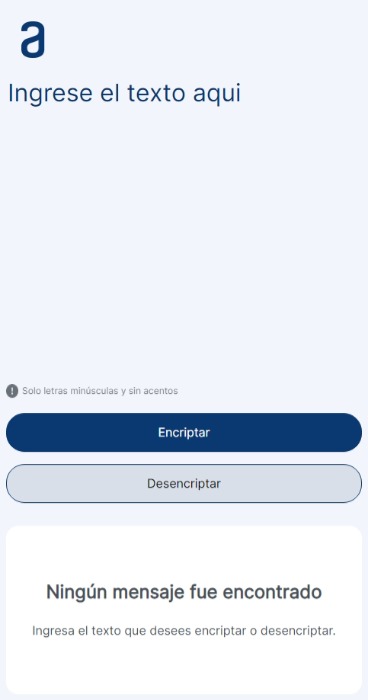 a
Ingrese el texto aqui
! Solo letras minúsculas y sin acentos
Encriptar
Desencriptar
Ningún mensaje fue encontrado
Ingresa el texto que desees encriptar o desencriptar.